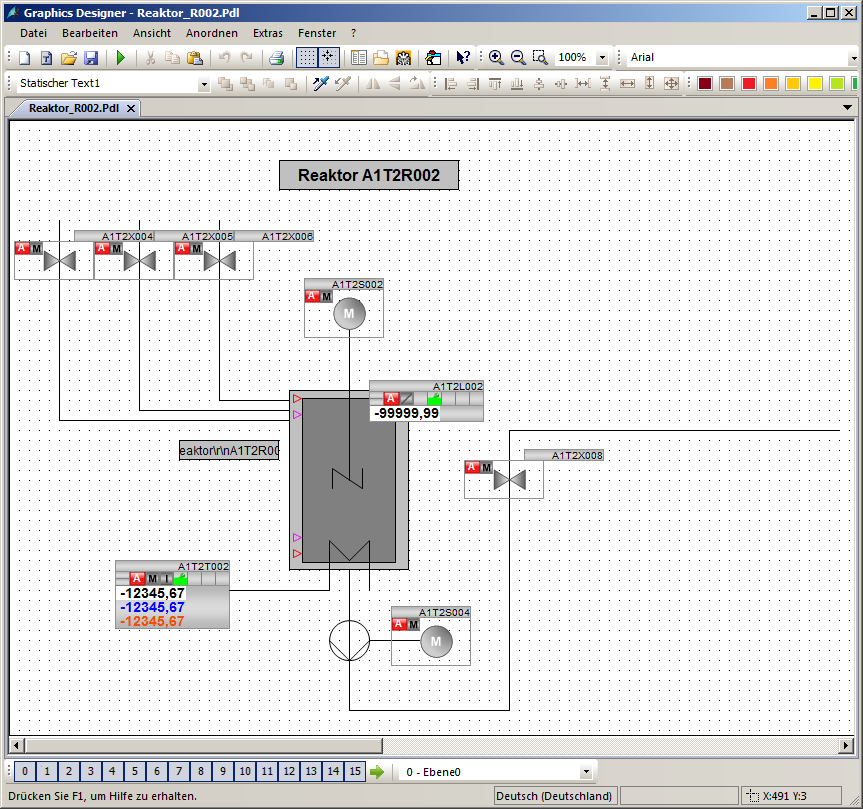 Graphics Designer - Reaktor_R002.Pdl
Datei Bearbeiten Ansicht Anordnen Extras Fenster ?
100% Arial
Statischer Text1
Reaktor_R002.Pdl
Reaktor A1T2R002
A1T2X004 A1T2X005 A1T2X006
A M A M A M
A1T2S002
A M
M
A1T2L002
A
-99999,99
eaktor\r\nA1T2R00
A1T2X008
A M
A1T2T002
A M I
-12345,67
-12345,67
-12345,67
A1T2S004
A M
M
0 1 2 3 4 5 6 7 8 9 10 11 12 13 14 15 0 - Ebene0
Drücken Sie F1, um Hilfe zu erhalten. Deutsch (Deutschland) X:491 Y:3